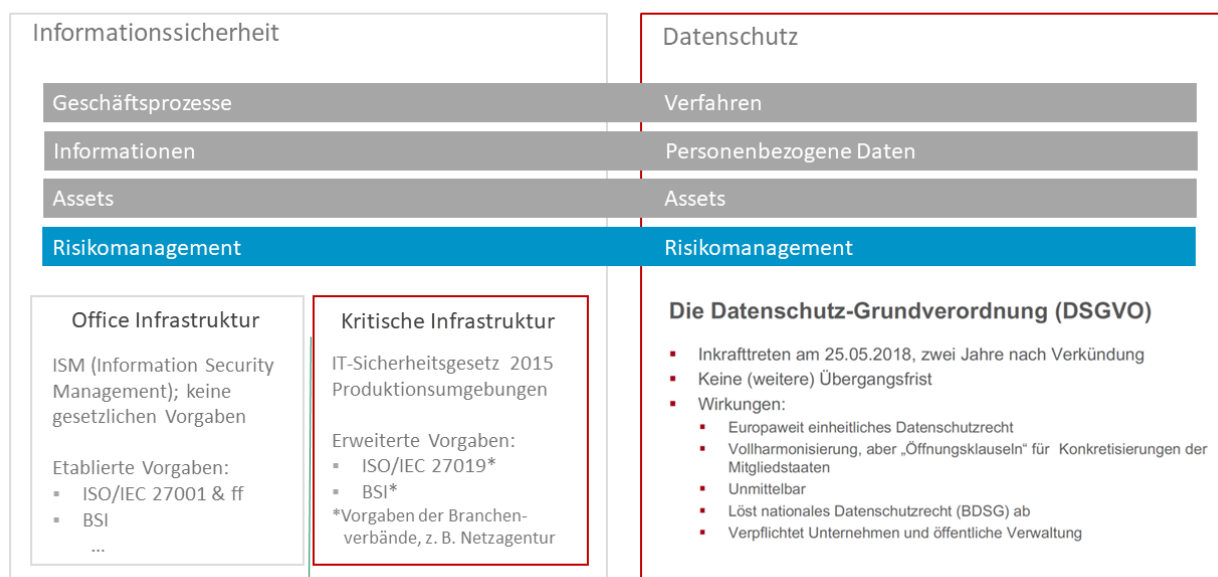 Informationssicherheit
Datenschutz
Geschäftsprozesse
Verfahren
Informationen
Personenbezogene Daten
Assets
Assets
Risikomanagement
Risikomanagement
Office Infrastruktur
ISM (Information Security
Management); keine
gesetzlichen Vorgaben
Etablierte Vorgaben:
▪ ISO/IEC 27001 & ff
▪ BSI
...
Kritische Infrastruktur
IT-Sicherheitsgesetz 2015
Produktionsumgebungen
Erweiterte Vorgaben:
▪ ISO/IEC 27019*
▪ BSI*
*Vorgaben der Branchen-
verbände, z. B. Netzagentur
Die Datenschutz-Grundverordnung (DSGVO)
▪ Inkrafttreten am 25.05.2018, zwei Jahre nach Verkündung
▪ Keine (weitere) Übergangsfrist
▪ Wirkungen:
▪ Europaweit einheitliches Datenschutzrecht
▪ Vollharmonisierung, aber „Öffnungsklauseln“ für Konkretisierungen der
Mitgliedstaaten
▪ Unmittelbar
▪ Löst nationales Datenschutzrecht (BDSG) ab
▪ Verpflichtet Unternehmen und öffentliche Verwaltung